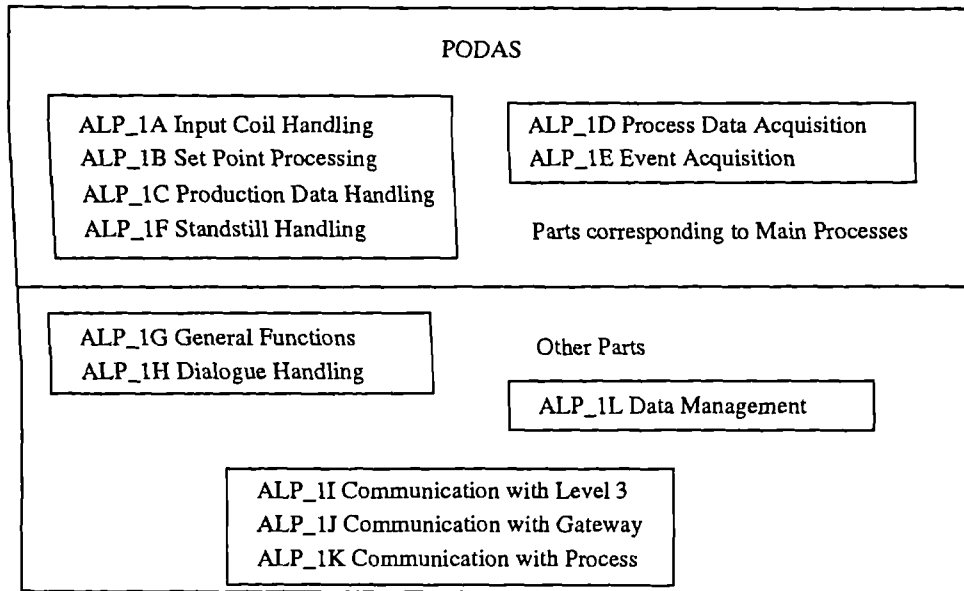 PODAS
ALP_1A Input Coil Handling
ALP_1B Set Point Processing
ALP_1C Production Data Handling
ALP_1F Standstill Handling
ALP_1D Process Data Acquisition
ALP_1E Event Acquisition
Parts corresponding to Main Processes
ALP_1G General Functions
ALP_1H Dialogue Handling
Other Parts
ALP_1L Data Management
ALP_1I Communication with Level 3
ALP_1J Communication with Gateway
ALP_1K Communication with Process